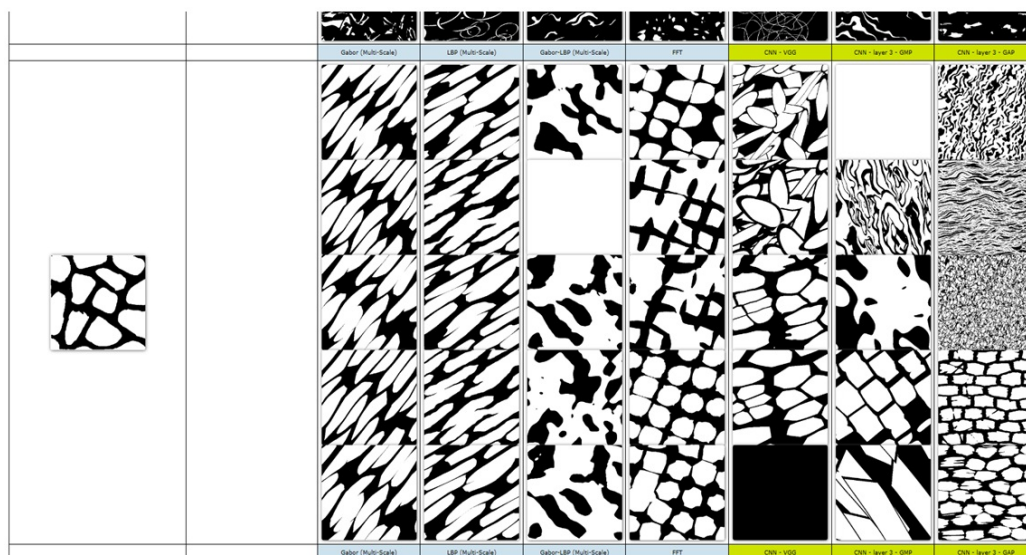 Gabor (Multi-Scale) LBP (Multi-Scale) Gabor-LBP (Multi-Scale) FFT CNN - VGG CNN - layer 3 - GMP CNN - layer 3 - GAP
Gabor (Multi-Scale) LBP (Multi-Scale) Gabor-LBP (Multi-Scale) FFT CNN - VGG CNN - layer 3 - GMP CNN - layer 3 - GAP